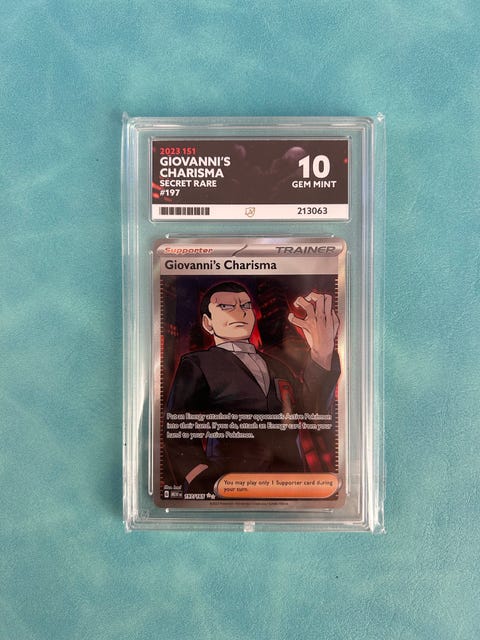 2023 151
GIOVANNI'S
CHARISMA
SECRET RARE
#197
10
GEM MINT
213063
Supporter
TRAINER
Giovanni's Charisma
Put an Energy attached to your opponent's Active Pokémon
into their hand. If you do, attach an Energy card from your
hand to your Active Pokémon.
You may play only 1 Supporter card during
your turn.
197/165